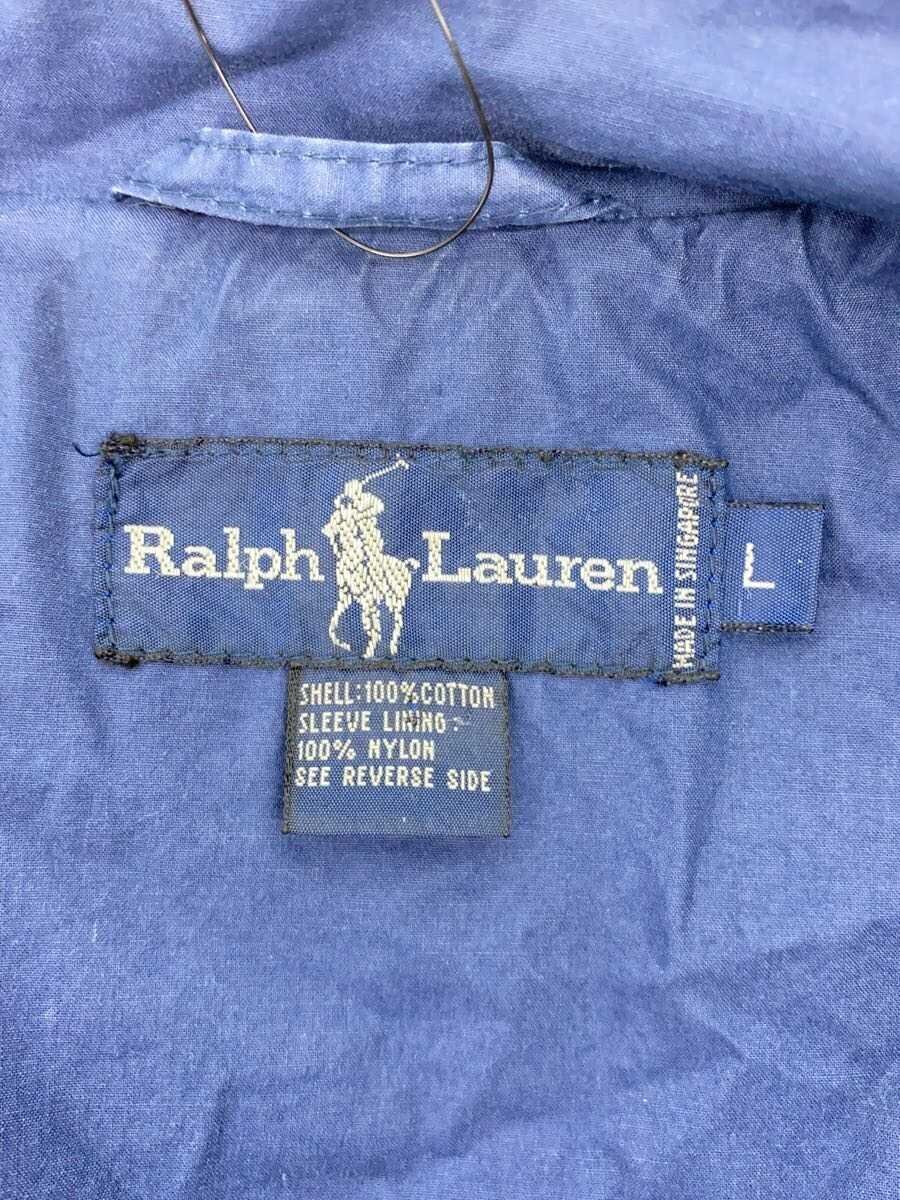 Ralph Lauren
MADE IN SINGAPORE
L
SHELL:100%COTTON
SLEEVE LINING:
100% NYLON
SEE REVERSE SIDE